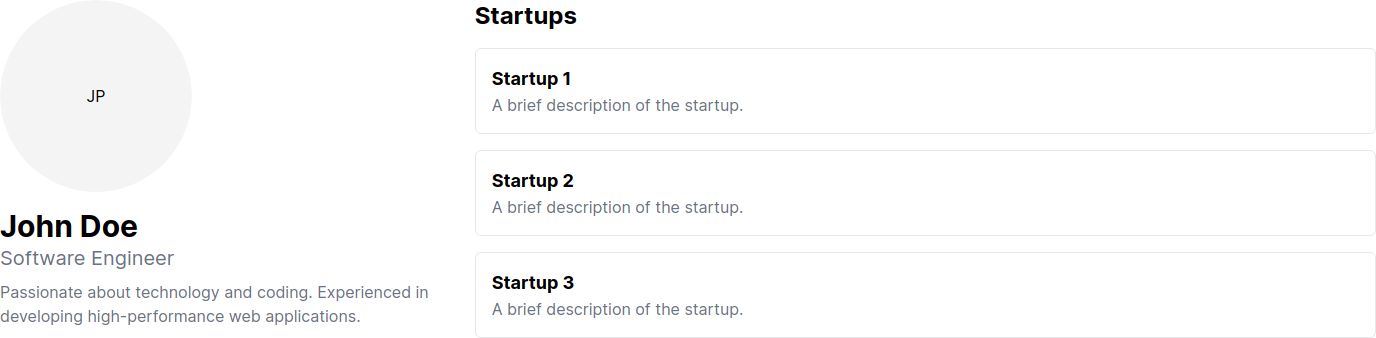 JP
John Doe
Software Engineer
Passionate about technology and coding. Experienced in
developing high-performance web applications.
Startups
Startup 1
A brief description of the startup.
Startup 2
A brief description of the startup.
Startup 3
A brief description of the startup.